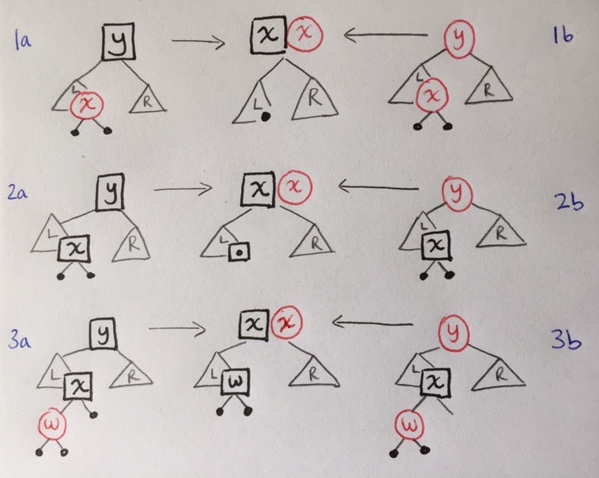 1a y x x y 1b
L x R L R L x R
2a y x x y 2b
L x R L R L x R
3a y x x y 3b
L x R L w R L x R
w w